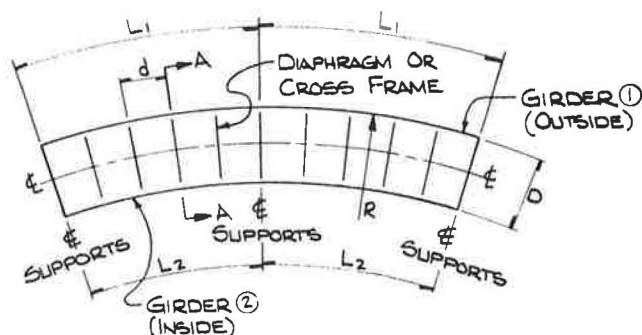 L₁
L₁
d
A
DIAPHRAGM OR
CROSS FRAME
GIRDER ①
(OUTSIDE)
℄
℄
D
A
R
℄
SUPPORTS
℄
SUPPORTS
℄
SUPPORTS
L₂
L₂
GIRDER ②
(INSIDE)